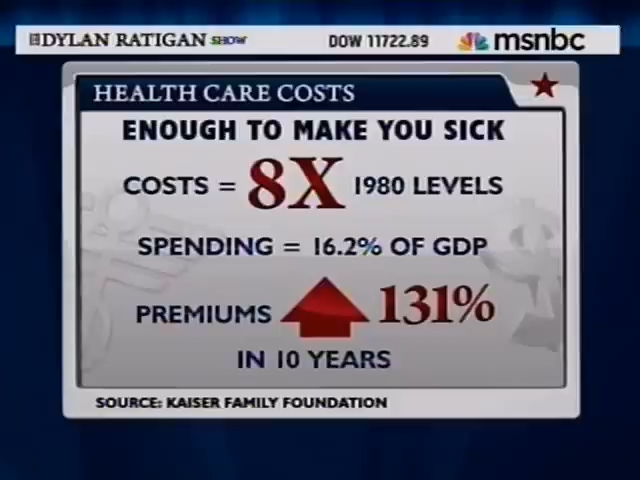 THE DYLAN RATIGAN SHOW DOW 11722.89 msnbc
HEALTH CARE COSTS
ENOUGH TO MAKE YOU SICK
COSTS = 8X 1980 LEVELS
SPENDING = 16.2% OF GDP
PREMIUMS 131%
IN 10 YEARS
SOURCE: KAISER FAMILY FOUNDATION